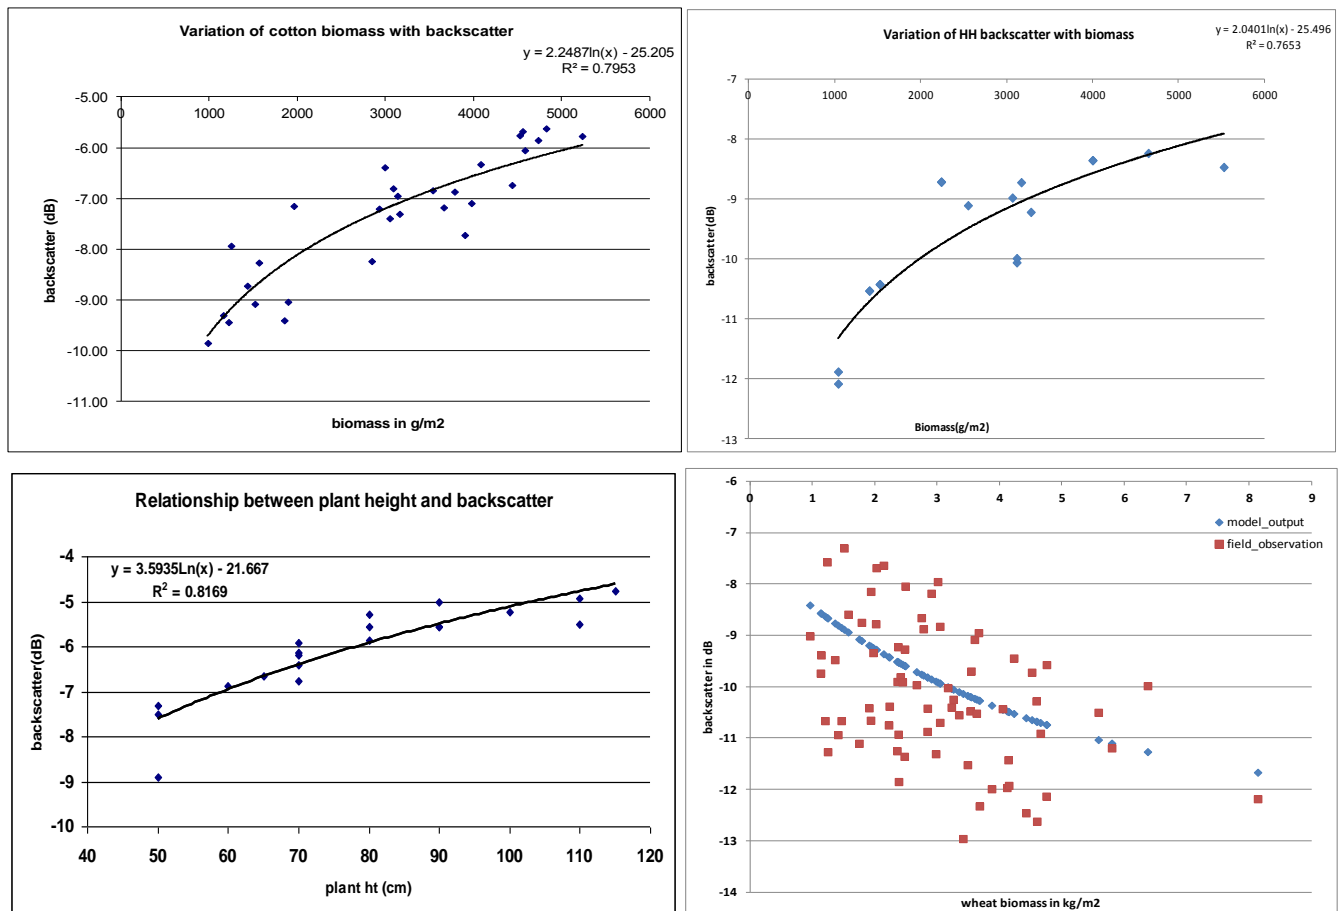 Variation of cotton biomass with backscatter
y = 2.2487ln(x) - 25.205
R² = 0.7953
-5.00
0 1000 2000 3000 4000 5000 6000
-6.00
-7.00
-8.00
-9.00
-10.00
-11.00
backscatter (dB)
biomass in g/m2
Variation of HH backscatter with biomass
y = 2.0401ln(x) - 25.496
R² = 0.7653
-7
0 1000 2000 3000 4000 5000 6000
-8
-9
-10
-11
-12
-13
backscatter(dB)
Biomass(g/m2)
Relationship between plant height and backscatter
y = 3.5935Ln(x) - 21.667
R² = 0.8169
-4
-5
-6
-7
-8
-9
-10
40 50 60 70 80 90 100 110 120
backscatter(dB)
plant ht (cm)
-6
0 1 2 3 4 5 6 7 8 9
model_output
field_observation
-7
-8
-9
-10
-11
-12
-13
-14
backscatter in dB
wheat biomass in kg/m2